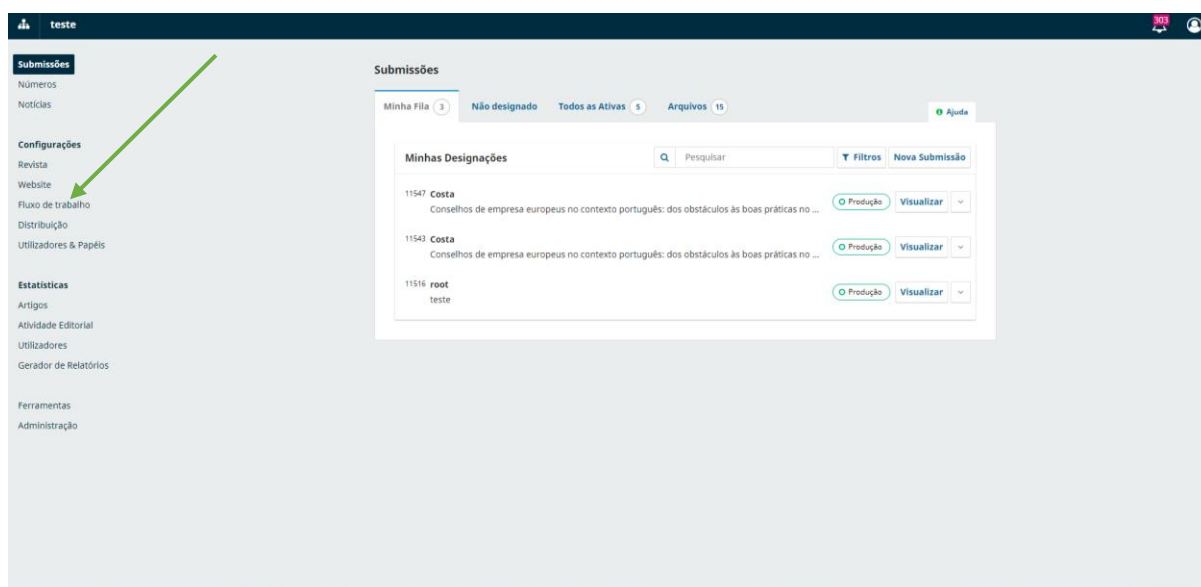 teste
303
Submissões
Números
Notícias
Configurações
Revista
Website
Fluxo de trabalho
Distribuição
Utilizadores & Papéis
Estatísticas
Artigos
Atividade Editorial
Utilizadores
Gerador de Relatórios
Ferramentas
Administração
Submissões
Minha Fila 3 Não designado Todos as Ativas 5 Arquivos 15 Ajuda
Minhas Designações Pesquisar Filtros Nova Submissão
11547 Costa
Conselhos de empresa europeus no contexto português: dos obstáculos às boas práticas no ... Produção Visualizar
11543 Costa
Conselhos de empresa europeus no contexto português: dos obstáculos às boas práticas no ... Produção Visualizar
11516 root
teste Produção Visualizar